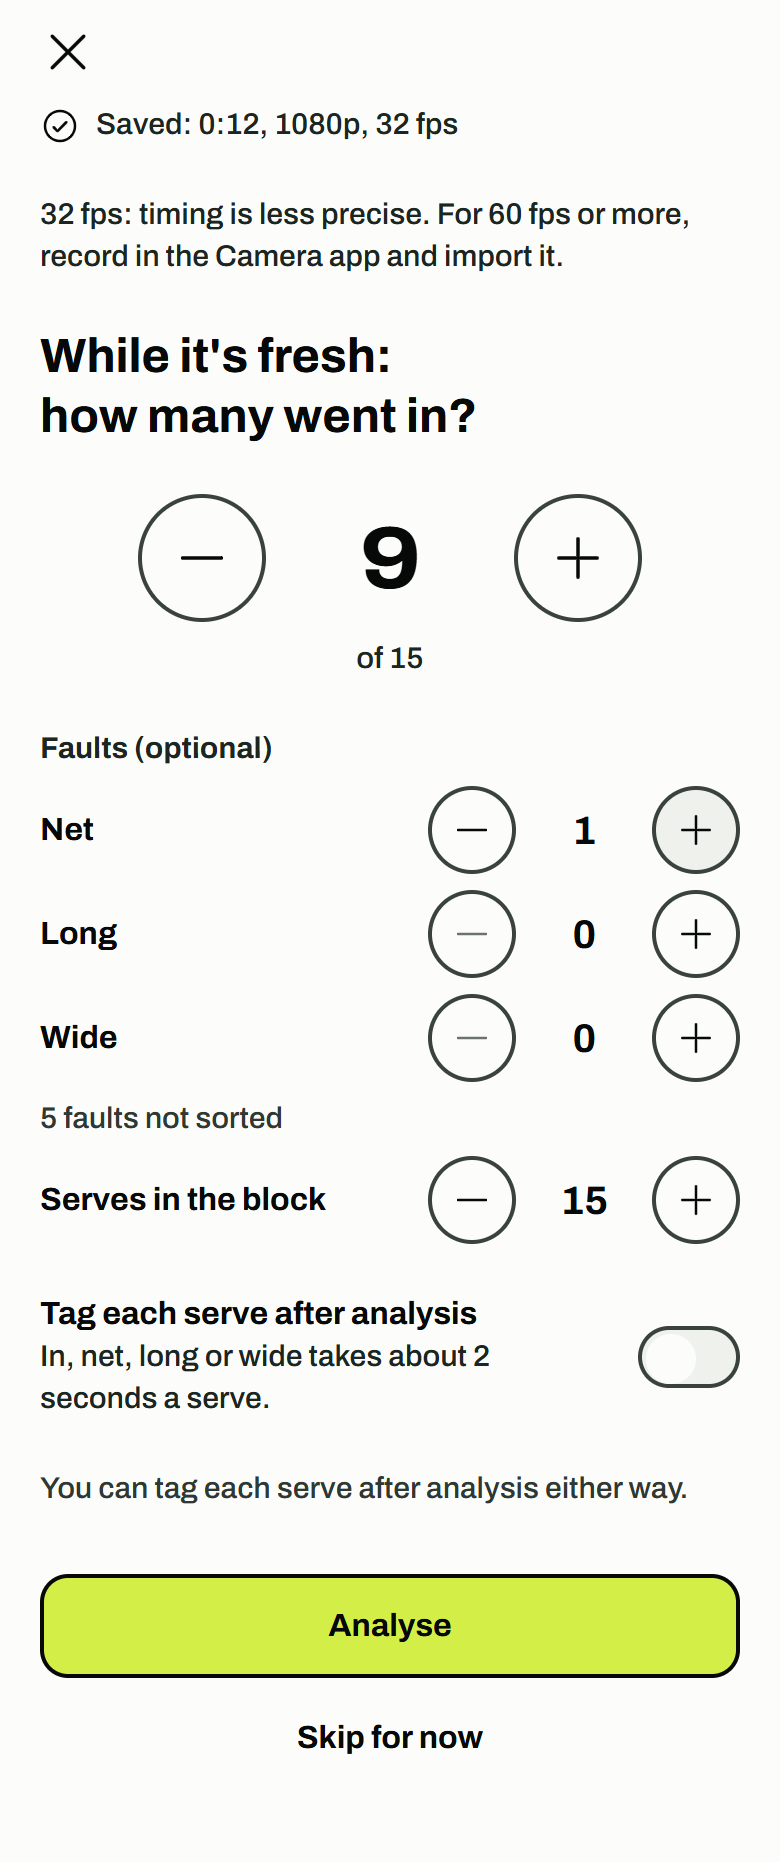 Saved: 0:12, 1080p, 32 fps
32 fps: timing is less precise. For 60 fps or more,
record in the Camera app and import it.
While it's fresh:
how many went in?
9
of 15
Faults (optional)
Net 1
Long 0
Wide 0
5 faults not sorted
Serves in the block 15
Tag each serve after analysis
In, net, long or wide takes about 2
seconds a serve.
You can tag each serve after analysis either way.
Analyse
Skip for now